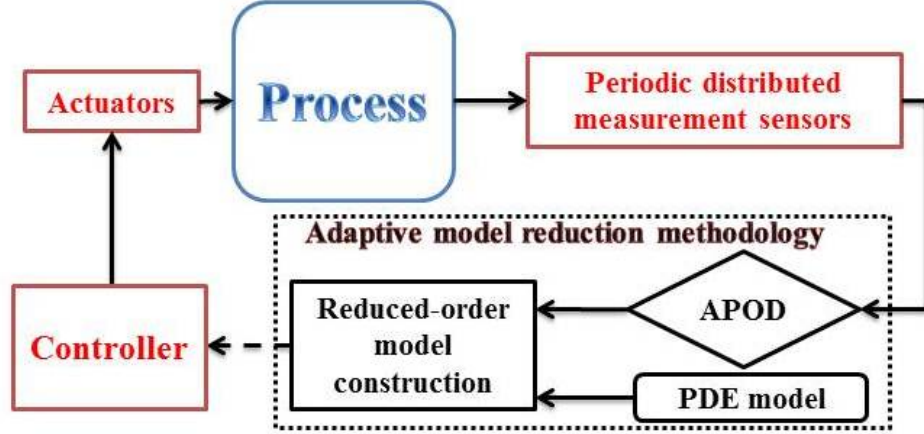 Actuators
Process
Periodic distributed
measurement sensors
Adaptive model reduction methodology
Controller
Reduced-order
model
construction
APOD
PDE model